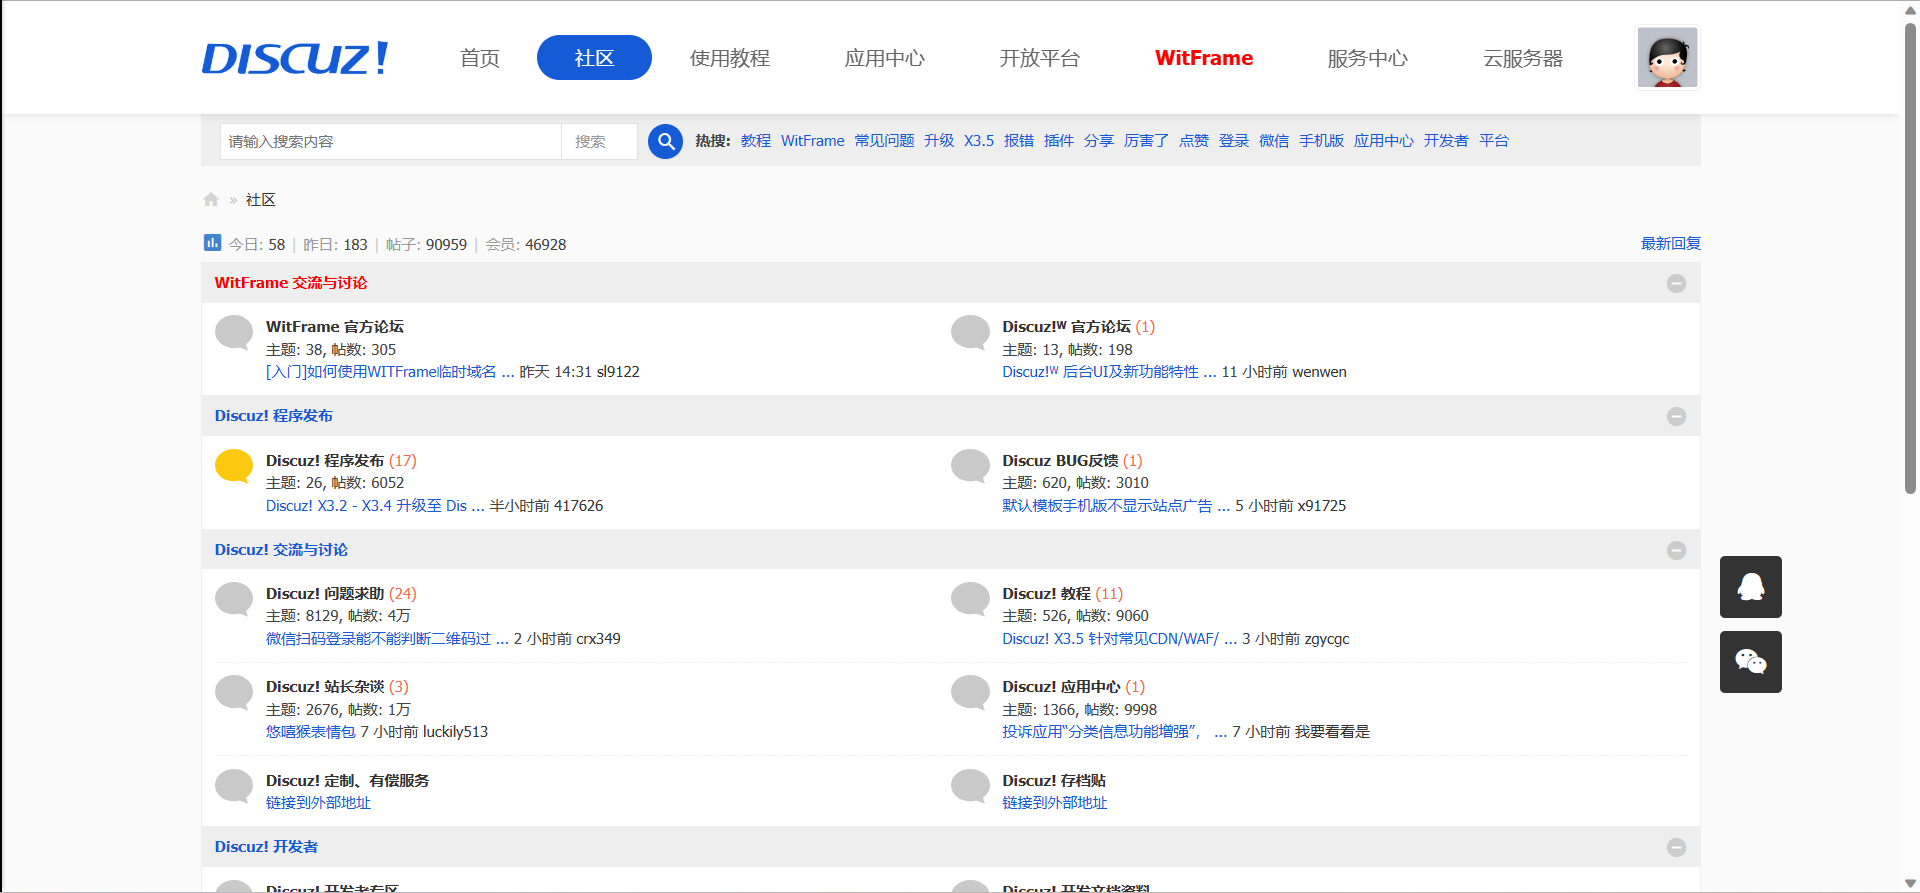 DISCUZ! 首页 社区 使用教程 应用中心 开放平台 WitFrame 服务中心 云服务器
请输入搜索内容 搜索 热搜: 教程 WitFrame 常见问题 升级 X3.5 报错 插件 分享 厉害了 点赞 登录 微信 手机版 应用中心 开发者 平台
» 社区
今日: 58 | 昨日: 183 | 帖子: 90959 | 会员: 46928 最新回复
WitFrame 交流与讨论
WitFrame 官方论坛
主题: 38, 帖数: 305
[入门]如何使用WITFrame临时域名 ... 昨天 14:31 sl9122
Discuz!ᵂ 官方论坛 (1)
主题: 13, 帖数: 198
Discuz!ᵂ 后台UI及新功能特性 ... 11 小时前 wenwen
Discuz! 程序发布
Discuz! 程序发布 (17)
主题: 26, 帖数: 6052
Discuz! X3.2 - X3.4 升级至 Dis ... 半小时前 417626
Discuz BUG反馈 (1)
主题: 620, 帖数: 3010
默认模板手机版不显示站点广告 ... 5 小时前 x91725
Discuz! 交流与讨论
Discuz! 问题求助 (24)
主题: 8129, 帖数: 4万
微信扫码登录能不能判断二维码过 ... 2 小时前 crx349
Discuz! 教程 (11)
主题: 526, 帖数: 9060
Discuz! X3.5 针对常见CDN/WAF/ ... 3 小时前 zgycgc
Discuz! 站长杂谈 (3)
主题: 2676, 帖数: 1万
悠嘻猴表情包 7 小时前 luckily513
Discuz! 应用中心 (1)
主题: 1366, 帖数: 9998
投诉应用“分类信息功能增强”， ... 7 小时前 我要看看是
Discuz! 定制、有偿服务
链接到外部地址
Discuz! 存档贴
链接到外部地址
Discuz! 开发者
Discuz! 开发者专区
Discuz! 开发文档资料